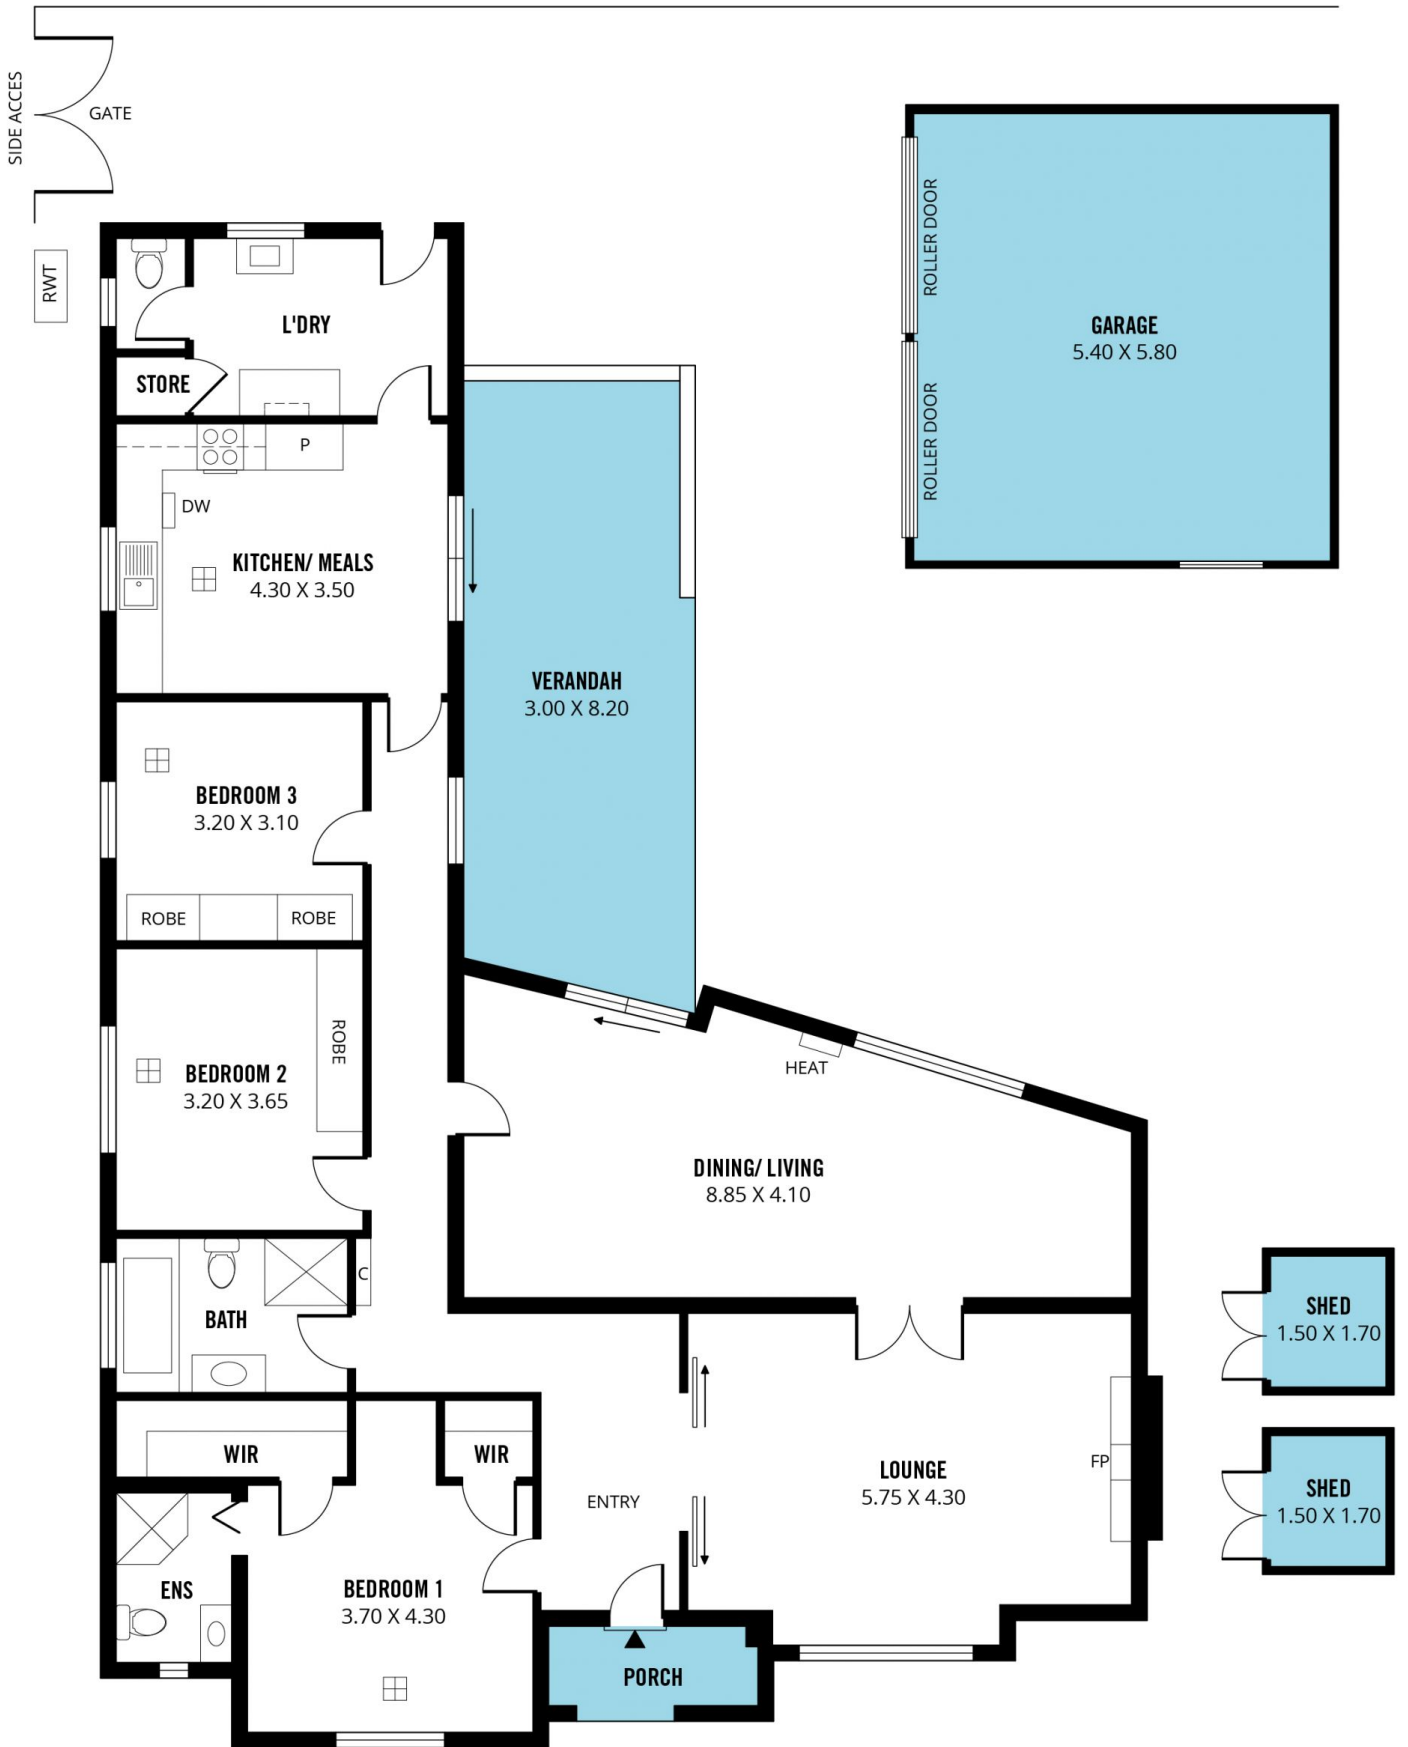 SIDE ACCES
GATE
RWT
L'DRY
STORE
P
DW
KITCHEN/ MEALS
4.30 X 3.50
ROLLER DOOR
ROLLER DOOR
GARAGE
5.40 X 5.80
VERANDAH
3.00 X 8.20
BEDROOM 3
3.20 X 3.10
ROBE
ROBE
ROBE
BEDROOM 2
3.20 X 3.65
HEAT
DINING/ LIVING
8.85 X 4.10
C
BATH
SHED
1.50 X 1.70
WIR
WIR
ENTRY
LOUNGE
5.75 X 4.30
FP
SHED
1.50 X 1.70
ENS
BEDROOM 1
3.70 X 4.30
PORCH